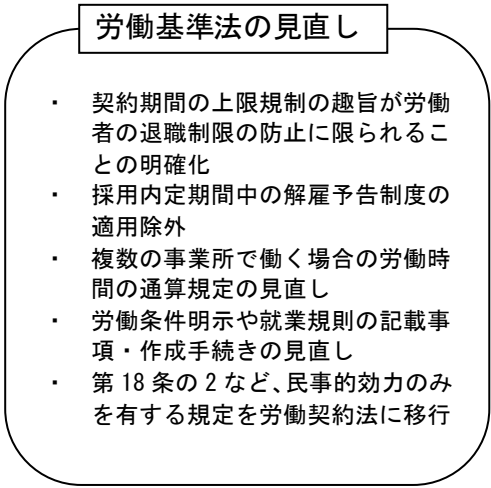 労働基準法の見直し
・ 契約期間の上限規制の趣旨が労働
者の退職制限の防止に限られるこ
との明確化
・ 採用内定期間中の解雇予告制度の
適用除外
・ 複数の事業所で働く場合の労働時
間の通算規定の見直し
・ 労働条件明示や就業規則の記載事
項・作成手続きの見直し
・ 第 18 条の 2 など、民事的効力のみ
を有する規定を労働契約法に移行